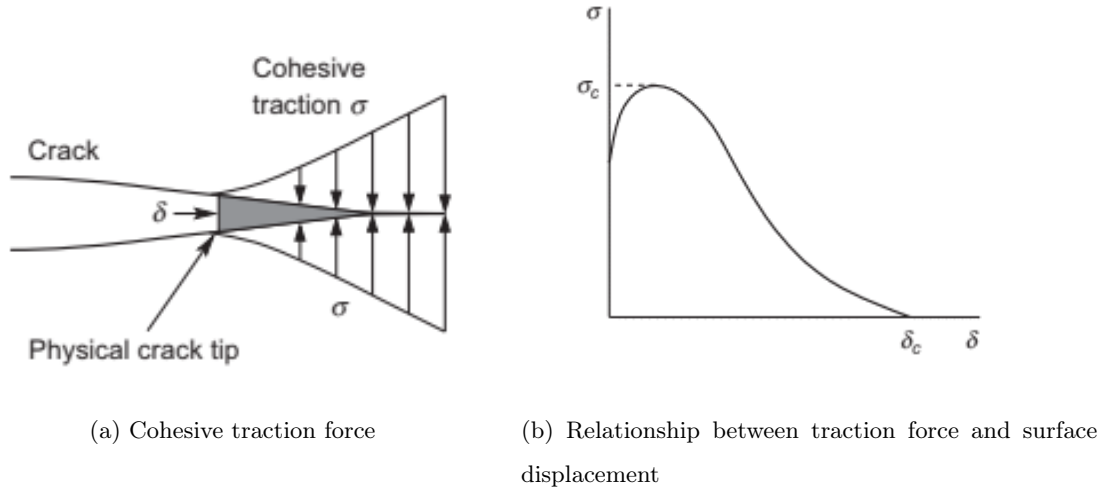 Cohesive
traction σ
Crack
δ
σ
Physical crack tip
σ
σc
δc
δ
(a) Cohesive traction force
(b) Relationship between traction force and surface
displacement